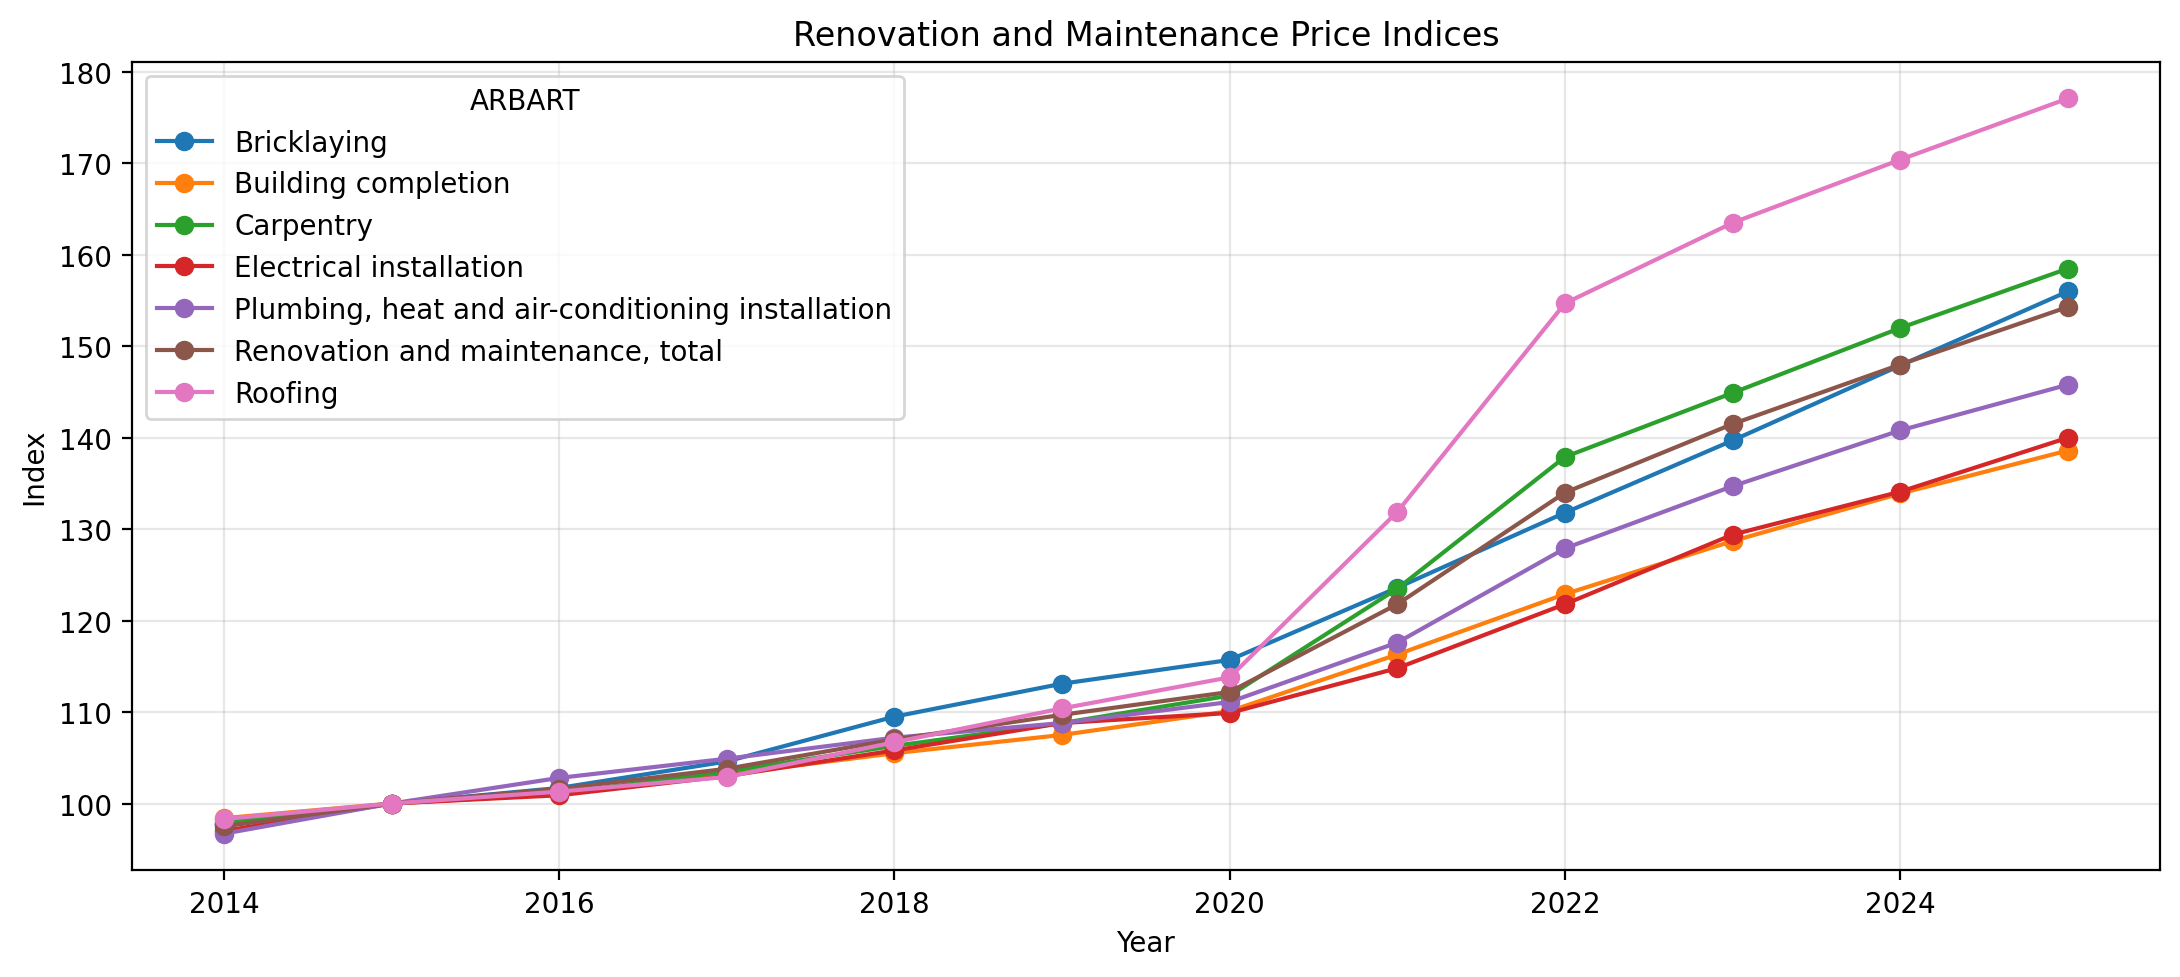 Renovation and Maintenance Price Indices
180
170
160
150
140
130
120
110
100
Index
ARBART
Bricklaying
Building completion
Carpentry
Electrical installation
Plumbing, heat and air-conditioning installation
Renovation and maintenance, total
Roofing
2014 2016 2018 2020 2022 2024
Year